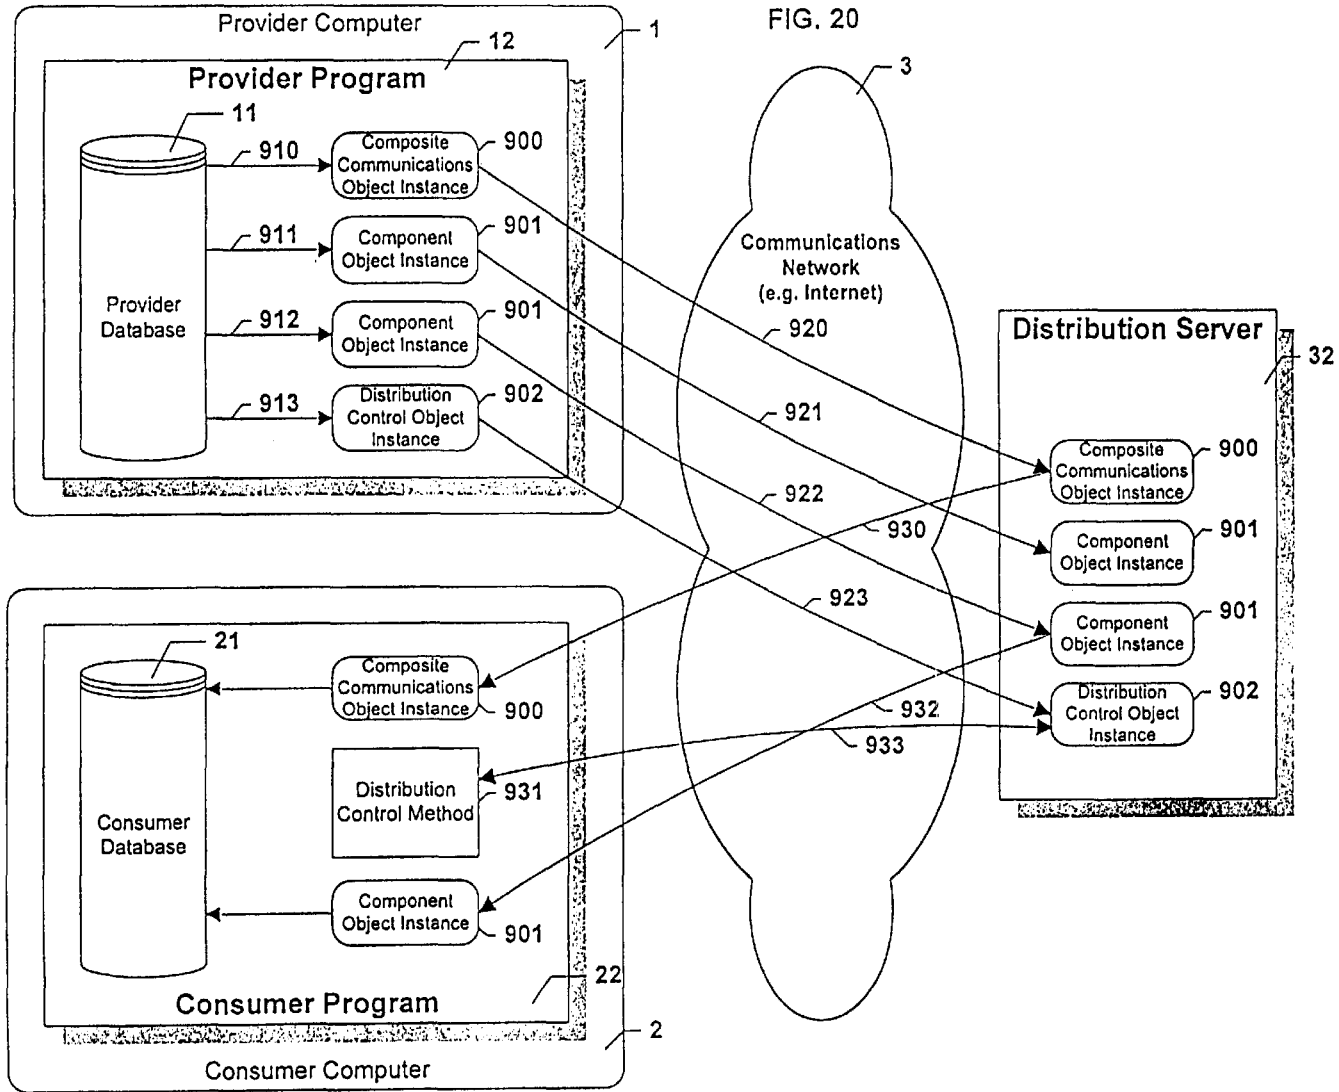 FIG. 20
Provider Computer
1
12
Provider Program
3
11
910
Composite
Communications
Object Instance
900
911
Component
Object Instance
901
Provider
Database
912
Component
Object Instance
901
913
Distribution
Control Object
Instance
902
Communications
Network
(e.g. Internet)
920
921
922
930
923
932
933
Distribution Server
32
Composite
Communications
Object Instance
900
Component
Object Instance
901
Component
Object Instance
901
Distribution
Control Object
Instance
902
21
Composite
Communications
Object Instance
900
Distribution
Control Method
931
Consumer
Database
Component
Object Instance
901
22
Consumer Program
2
Consumer Computer